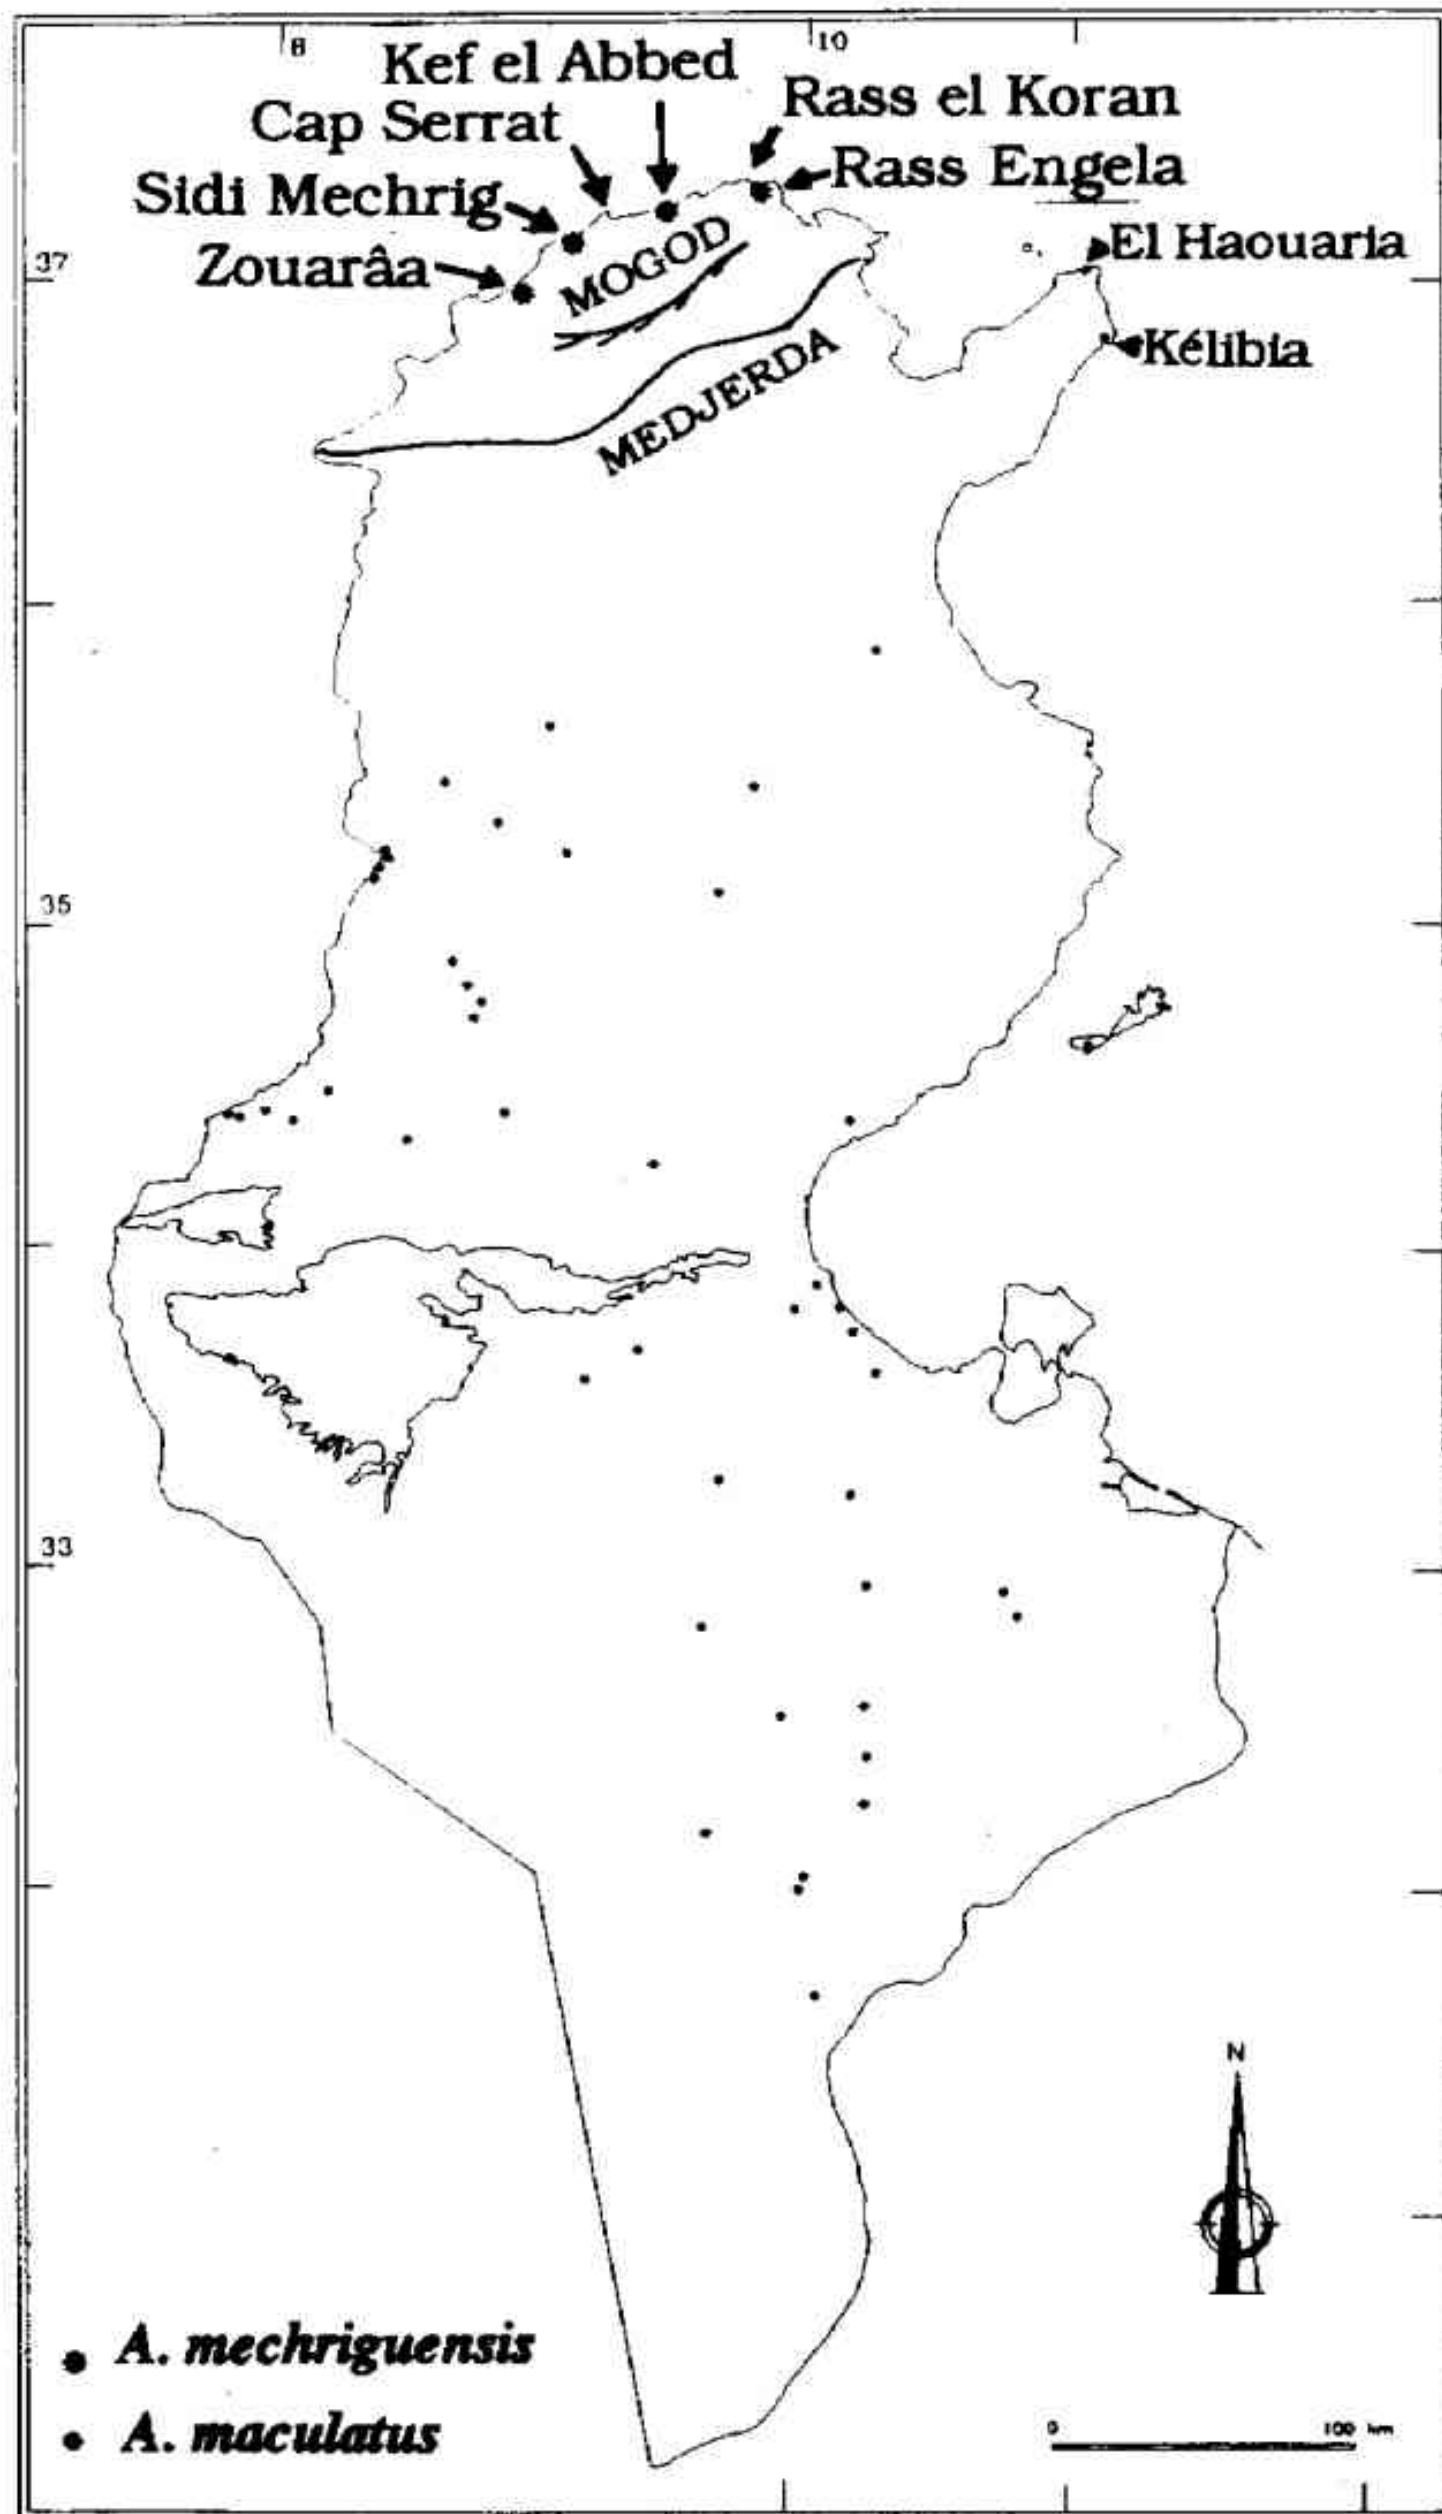 8
10
Kef el Abbed
Rass el Koran
Cap Serrat
Rass Engela
Sidi Mechrig
El Haouaria
Zouarâa
37
MOGOD
Kélibia
MEDJERDA
35
33
N
A. mechriguensis
A. maculatus
0 100 km